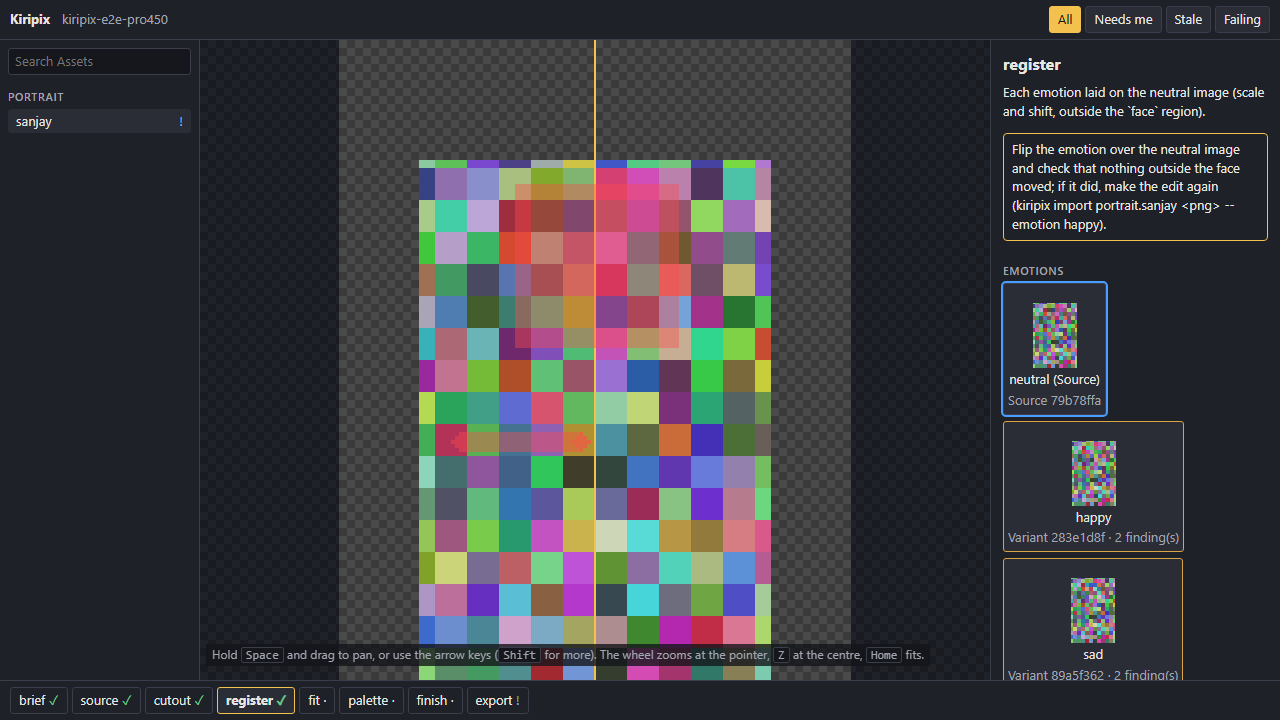 Kiripix kiripix-e2e-pro450
All Needs me Stale Failing
Search Assets
PORTRAIT
sanjay !
register
Each emotion laid on the neutral image (scale
and shift, outside the `face` region).
Flip the emotion over the neutral image
and check that nothing outside the face
moved; if it did, make the edit again
(kiripix import portrait.sanjay <png> --
emotion happy).
EMOTIONS
neutral (Source)
Source 79b78ffa
happy
Variant 283e1d8f · 2 finding(s)
sad
Variant 89a5f362 · 2 finding(s)
Hold Space and drag to pan, or use the arrow keys ( Shift for more). The wheel zooms at the pointer, Z at the centre, Home fits.
brief ✓ source ✓ cutout ✓ register ✓ fit · palette · finish · export !